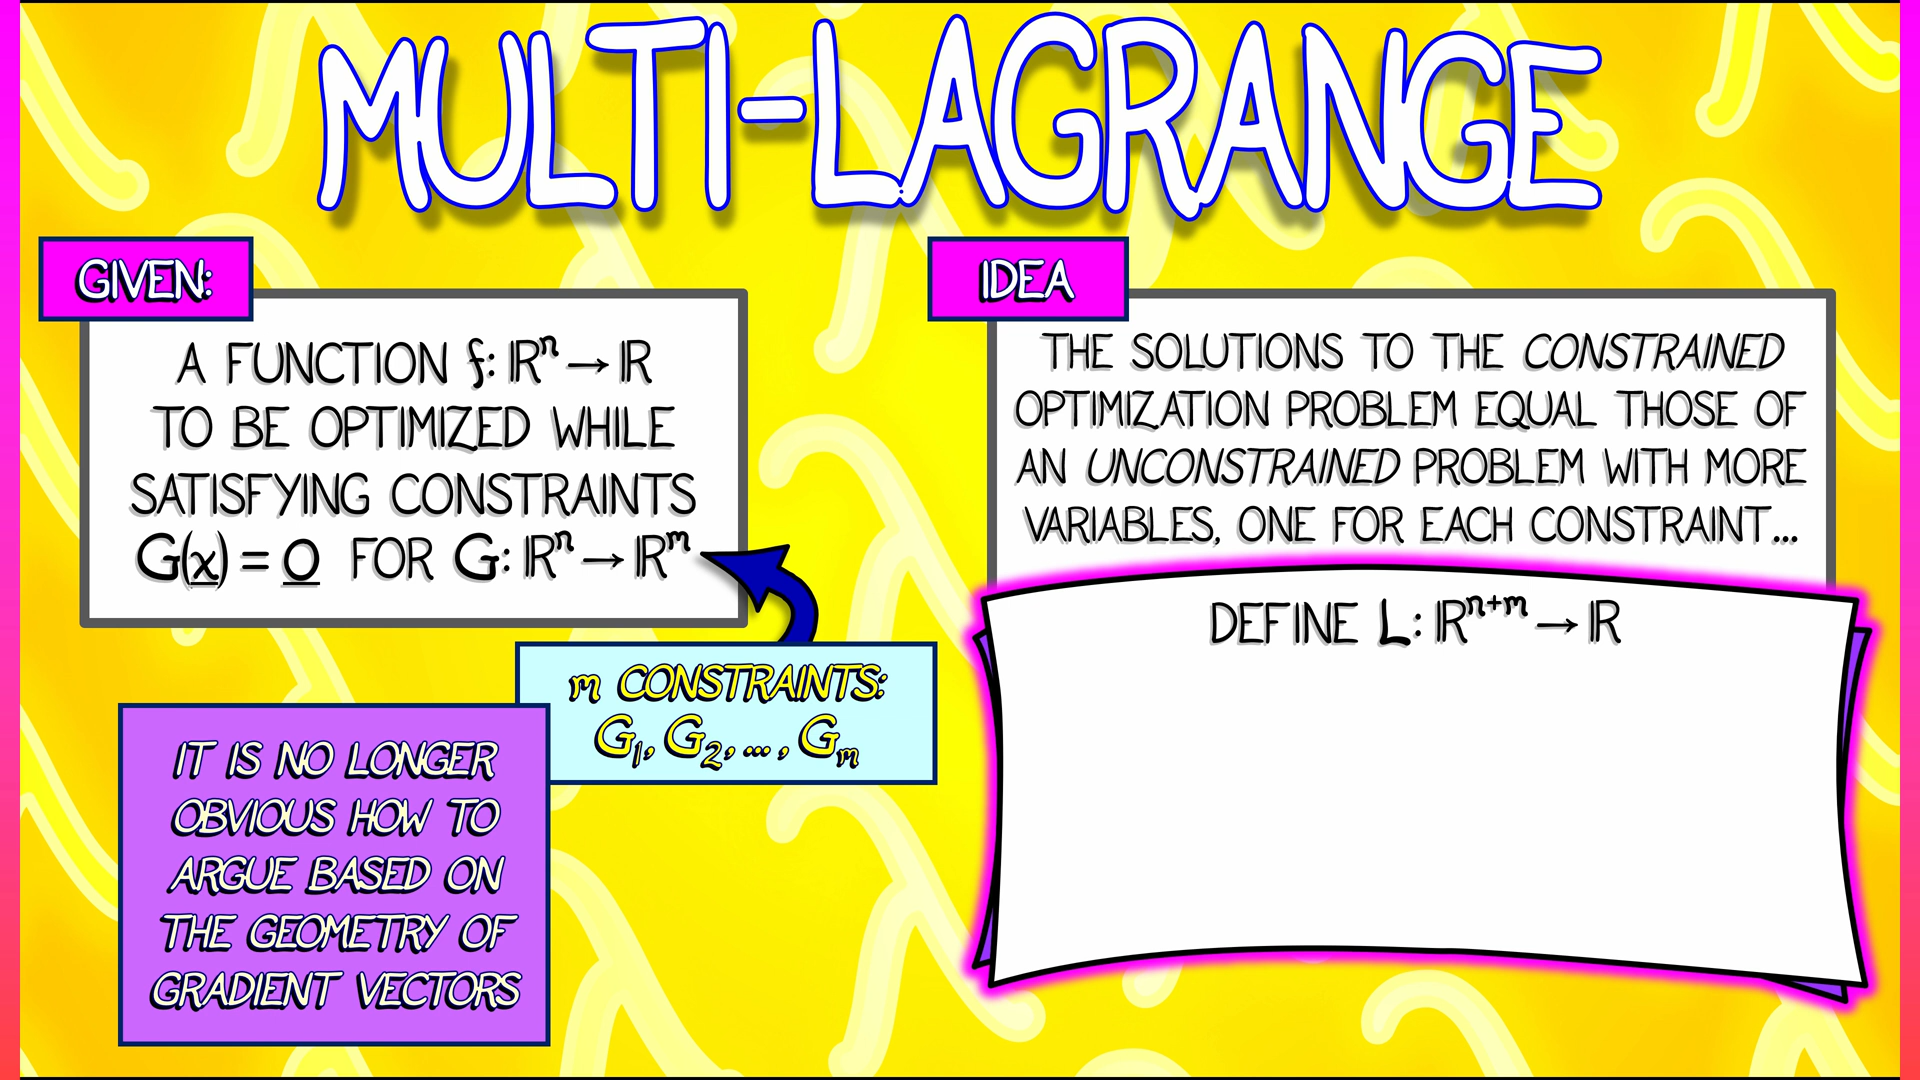 MULTI-LAGRANGE
GIVEN:
A FUNCTION f: ℝⁿ → ℝ
TO BE OPTIMIZED WHILE
SATISFYING CONSTRAINTS
G(x) = 0 FOR G: ℝⁿ → ℝᵐ
m CONSTRAINTS:
G₁, G₂, ..., Gₘ
IT IS NO LONGER
OBVIOUS HOW TO
ARGUE BASED ON
THE GEOMETRY OF
GRADIENT VECTORS
IDEA
THE SOLUTIONS TO THE CONSTRAINED
OPTIMIZATION PROBLEM EQUAL THOSE OF
AN UNCONSTRAINED PROBLEM WITH MORE
VARIABLES, ONE FOR EACH CONSTRAINT...
DEFINE L: ℝⁿ⁺ᵐ → ℝ